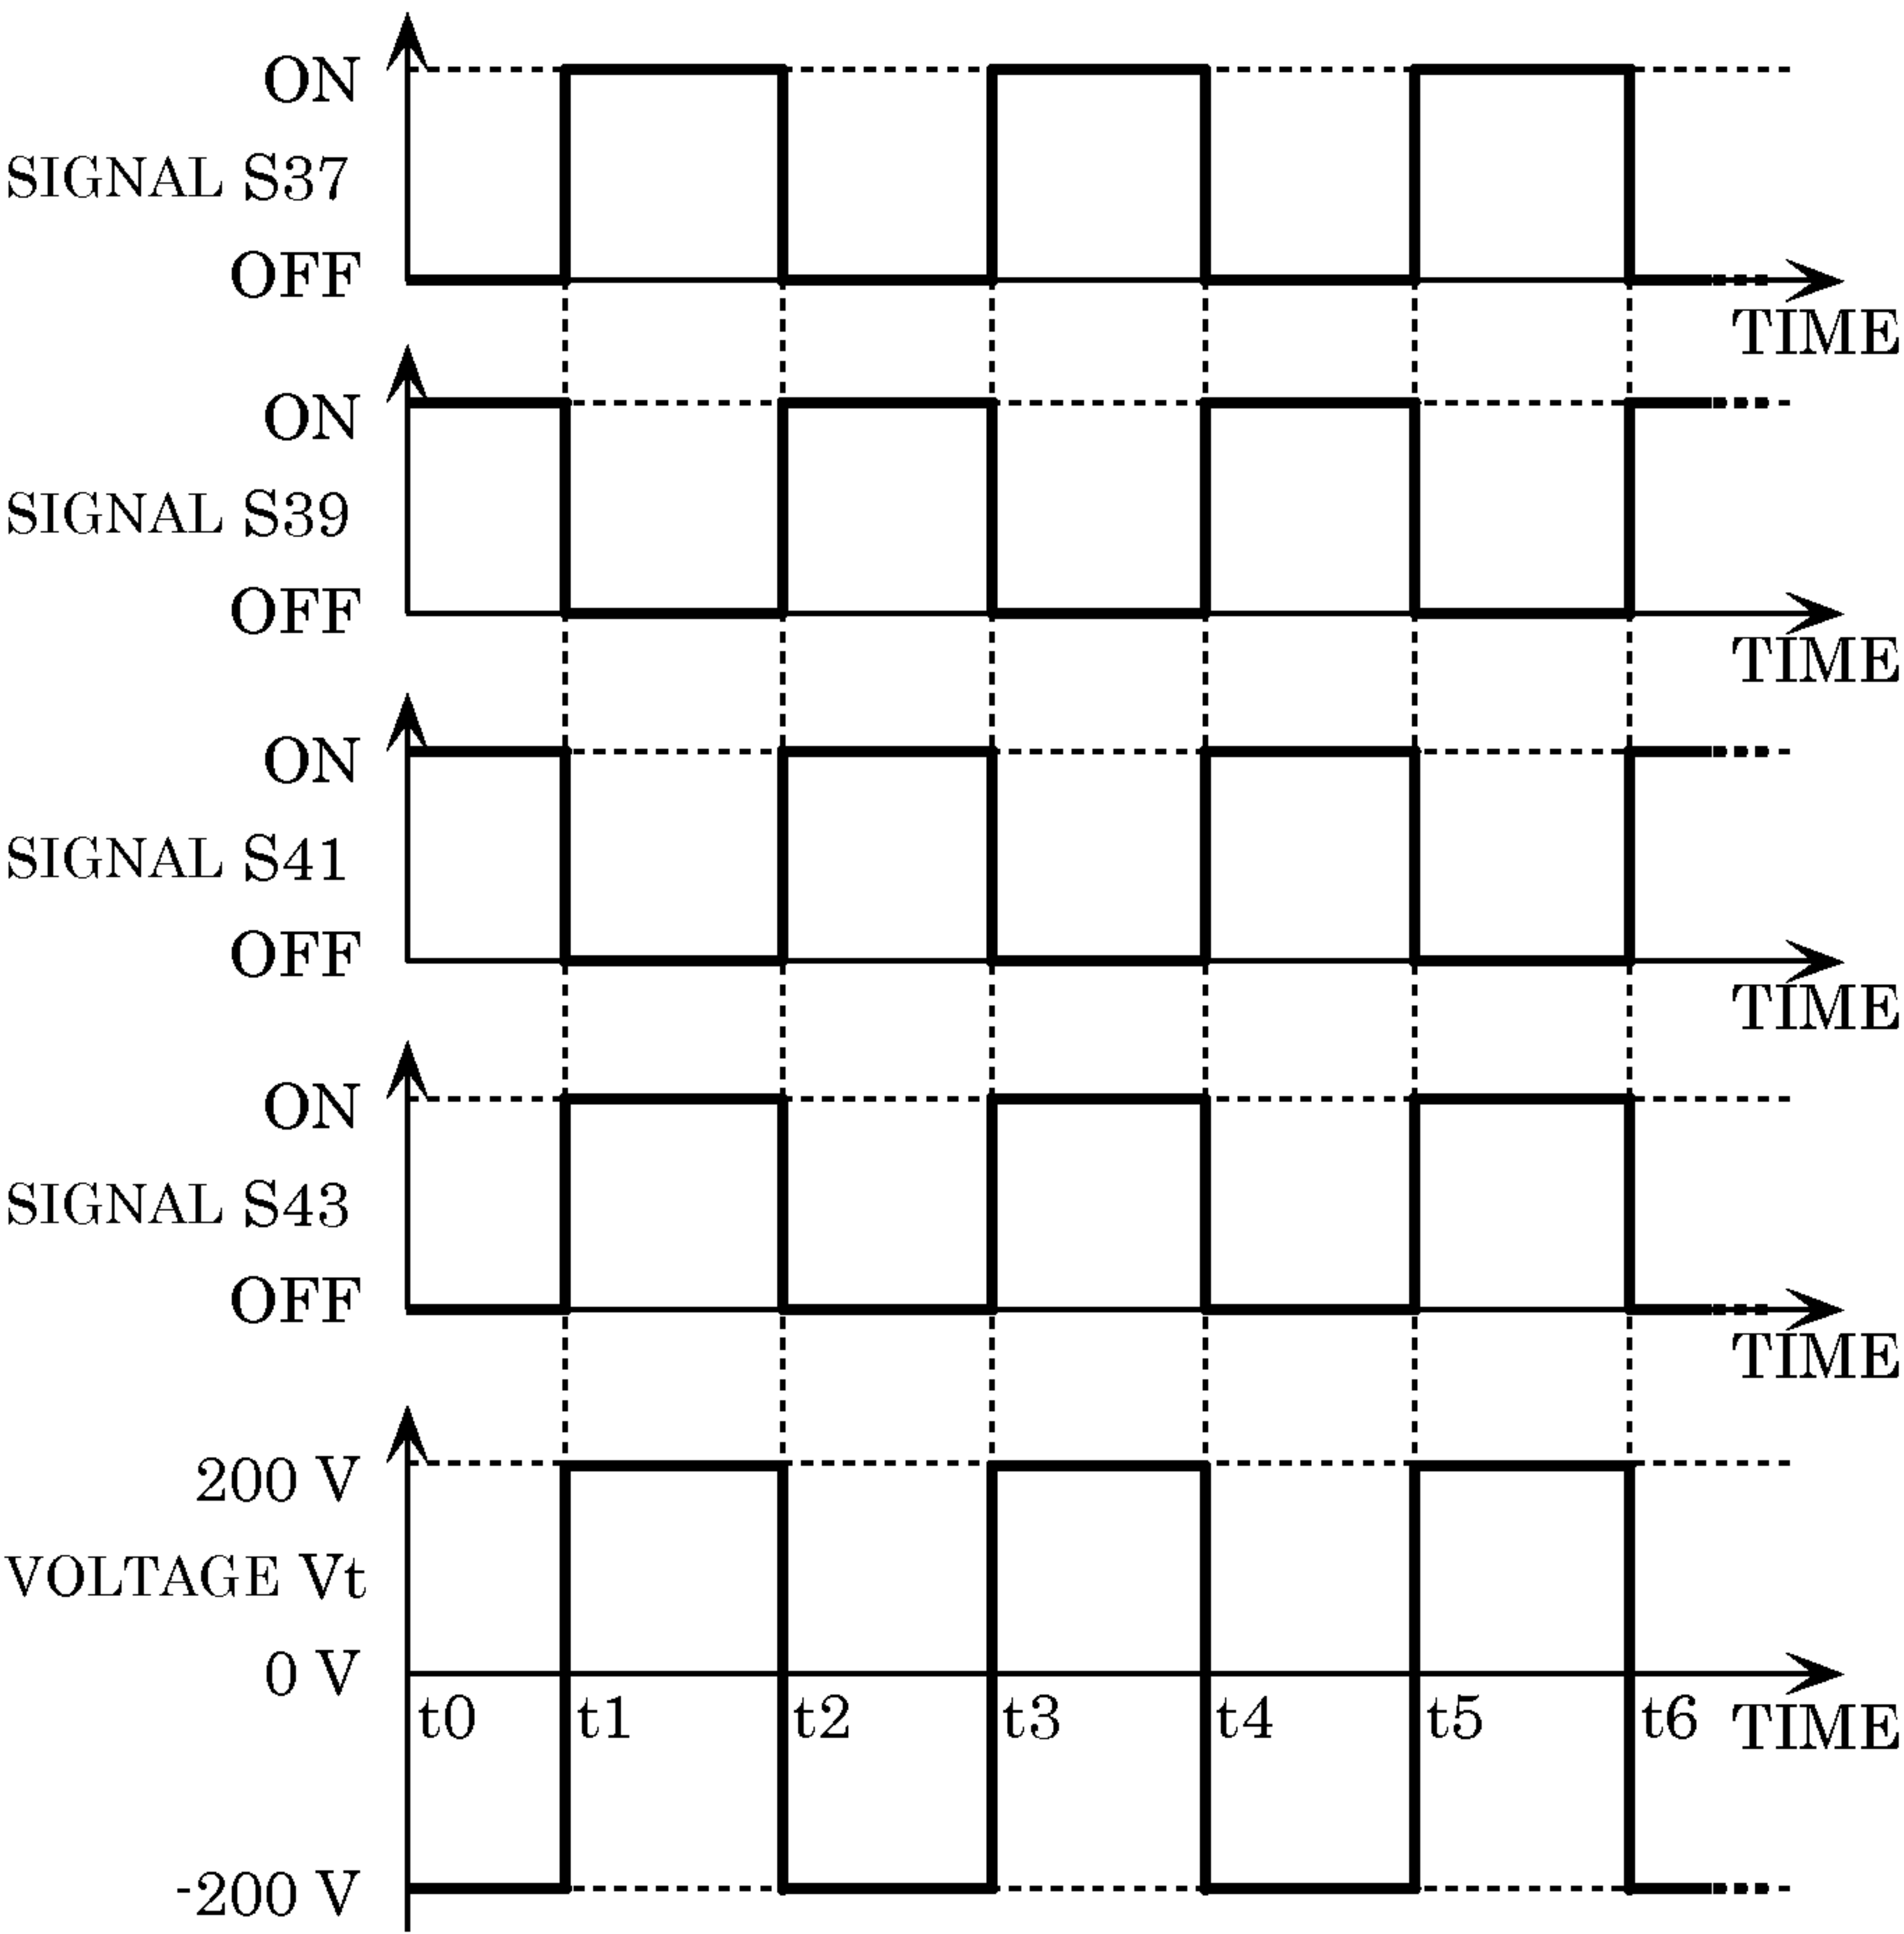 ON
SIGNAL S37
OFF
TIME
ON
SIGNAL S39
OFF
TIME
ON
SIGNAL S41
OFF
TIME
ON
SIGNAL S43
OFF
TIME
200 V
VOLTAGE Vt
0 V
t0 t1 t2 t3 t4 t5 t6 TIME
-200 V